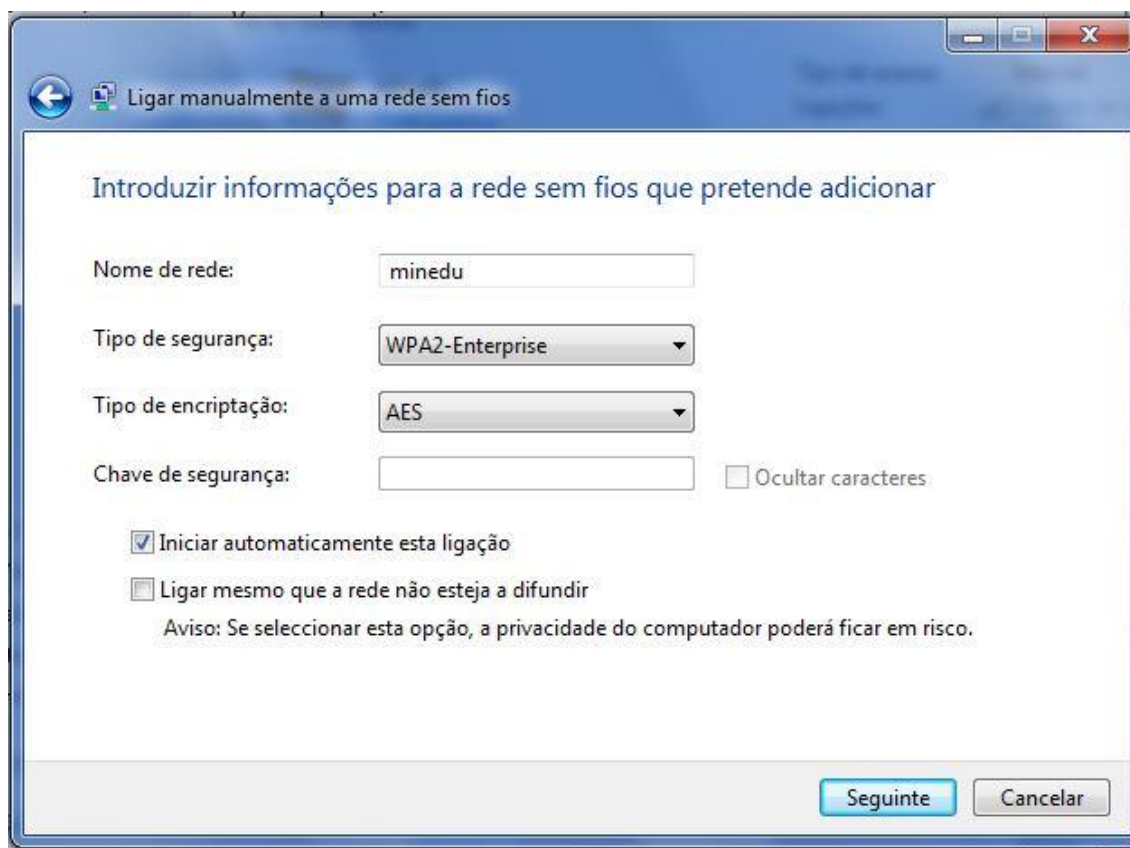 Ligar manualmente a uma rede sem fios
Introduzir informações para a rede sem fios que pretende adicionar
Nome de rede: minedu
Tipo de segurança: WPA2-Enterprise
Tipo de encriptação: AES
Chave de segurança: Ocultar caracteres
Iniciar automaticamente esta ligação
Ligar mesmo que a rede não esteja a difundir
Aviso: Se seleccionar esta opção, a privacidade do computador poderá ficar em risco.
Seguinte Cancelar